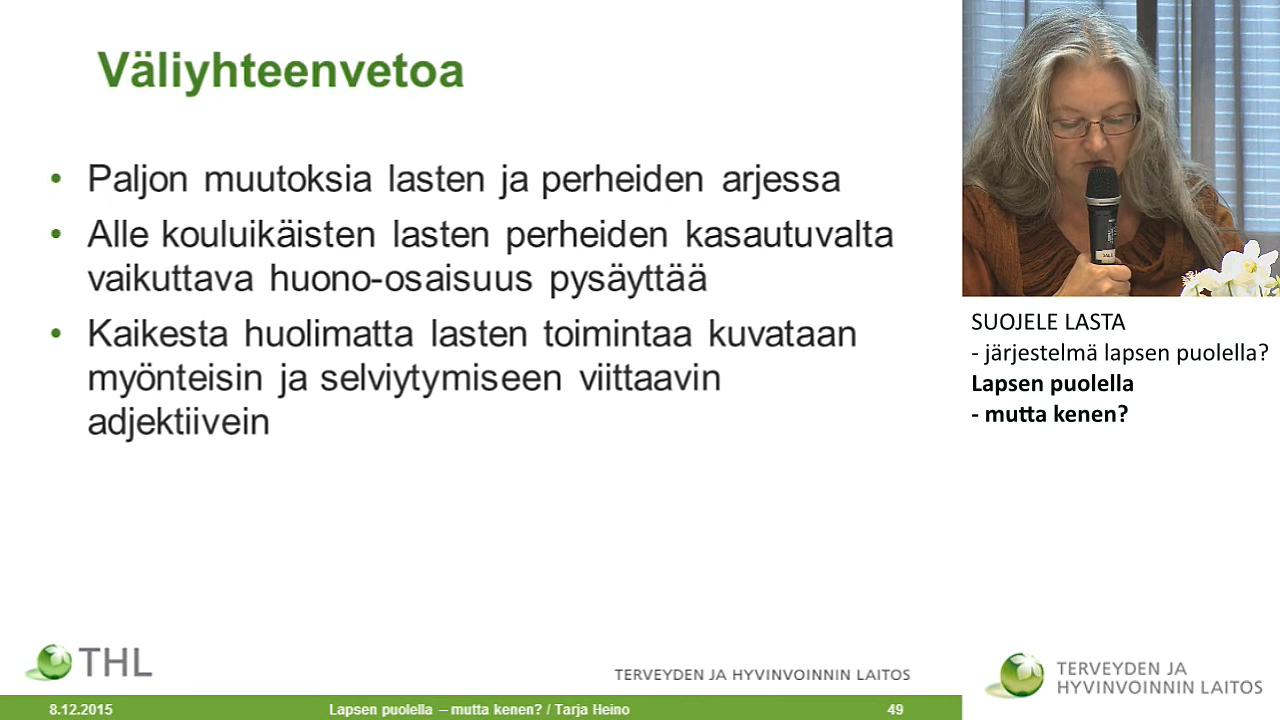 Väliyhteenvetoa
• Paljon muutoksia lasten ja perheiden arjessa
• Alle kouluikäisten lasten perheiden kasautuvalta
vaikuttava huono-osaisuus pysäyttää
• Kaikesta huolimatta lasten toimintaa kuvataan
myönteisin ja selviytymiseen viittaavin
adjektiivein
SUOJELE LASTA
- järjestelmä lapsen puolella?
Lapsen puolella
- mutta kenen?
THL
TERVEYDEN JA HYVINVOINNIN LAITOS
TERVEYDEN JA
HYVINVOINNIN LAITOS
8.12.2015
Lapsen puolella – mutta kenen? / Tarja Heino
49